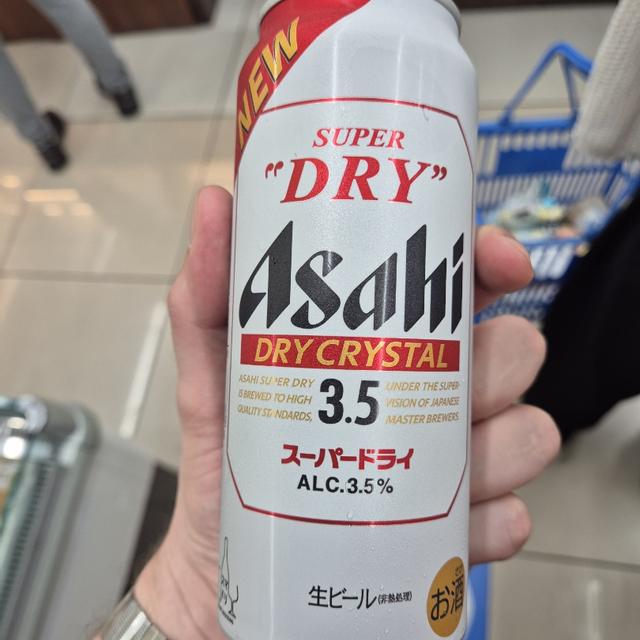 NEW
SUPER
"DRY"
Asahi
DRY CRYSTAL
ASAHI SUPER DRY
IS BREWED TO HIGH
QUALITY STANDARDS,
3.5
UNDER THE SUPER-
VISION OF JAPANESE
MASTER BREWERS.
スーパードライ
ALC.3.5%
生ビール(非熱処理)
お酒